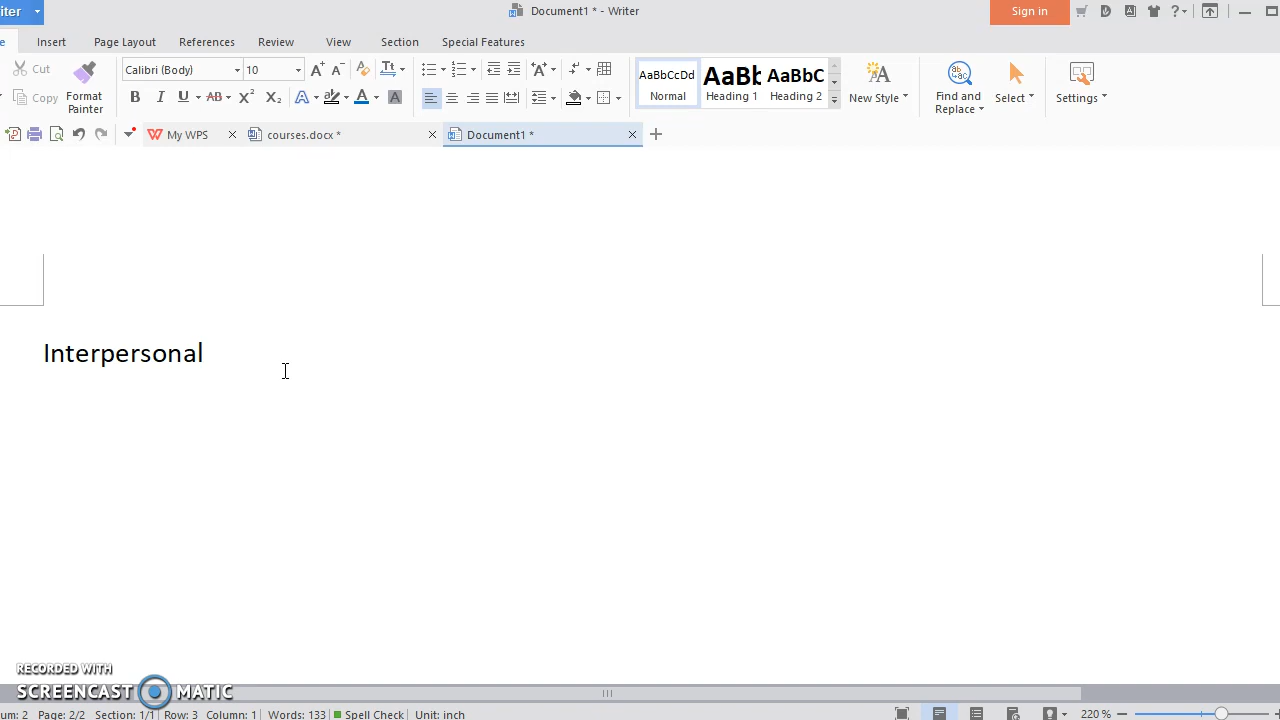 riter
Document1 * - Writer
Sign in
e
Insert
Page Layout
References
Review
View
Section
Special Features
Cut
Copy
Format
Painter
Calibri (Body)
10
AaBbCcDd
Normal
AaBb
Heading 1
AaBbC
Heading 2
New Style
Find and
Replace
Select
Settings
My WPS
courses.docx *
Document1 *
Interpersonal
RECORDED WITH
SCREENCAST MATIC
um: 2 Page: 2/2 Section: 1/1 Row: 3 Column: 1 Words: 133 Spell Check Unit: inch
220 %